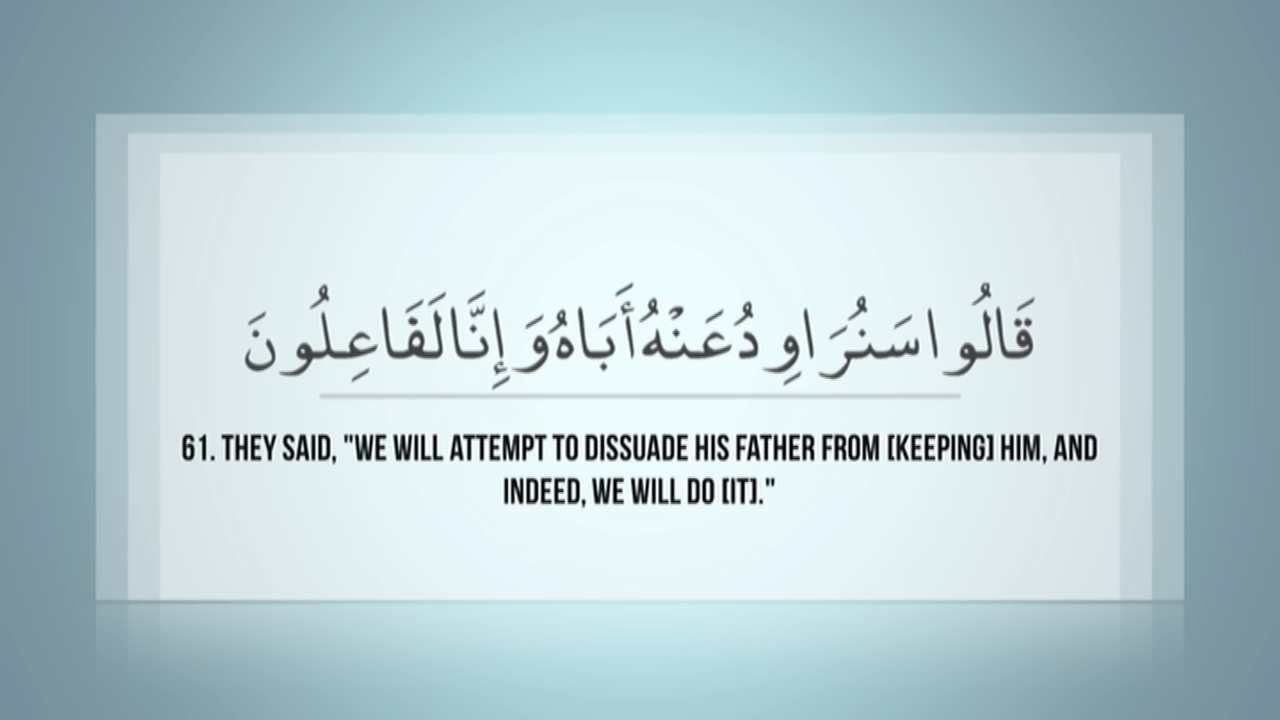 قَالُوا سَنُرَاوِدُ عَنْهُ أَبَاهُ وَإِنَّا لَفَاعِلُونَ
61. THEY SAID, "WE WILL ATTEMPT TO DISSUADE HIS FATHER FROM [KEEPING] HIM, AND
INDEED, WE WILL DO [IT]."